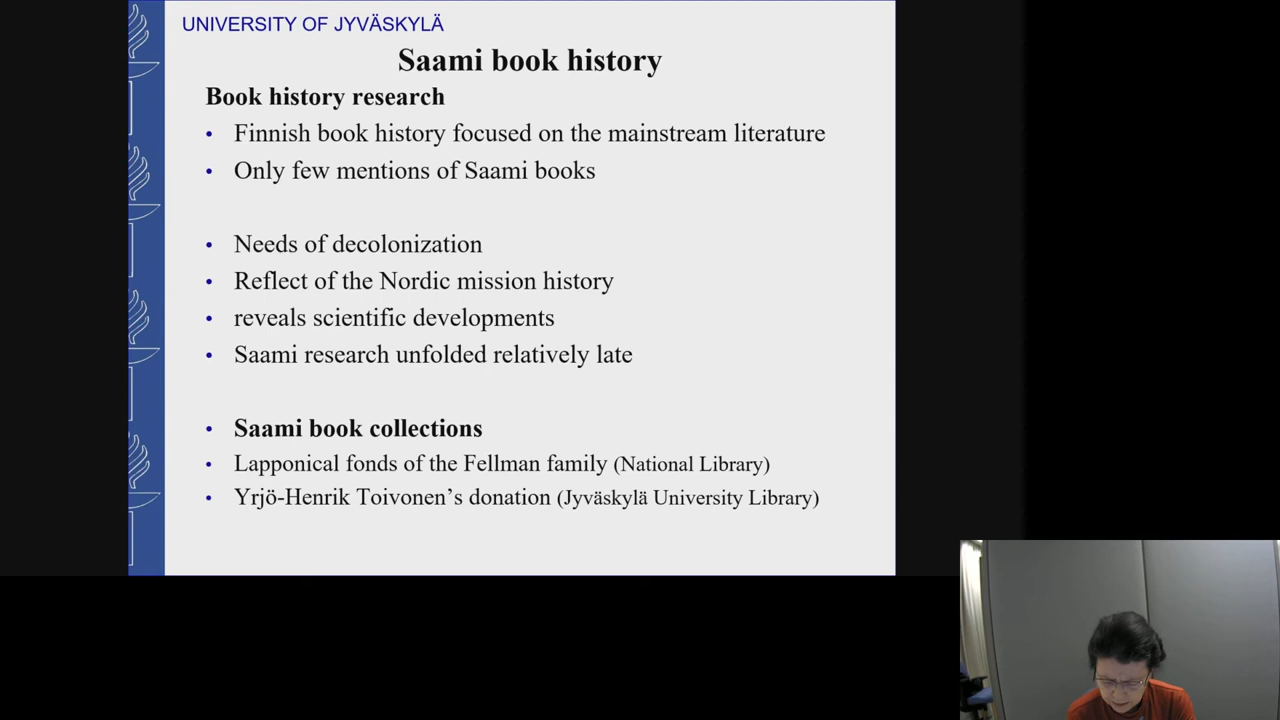 UNIVERSITY OF JYVÄSKYLÄ
Saami book history
Book history research
• Finnish book history focused on the mainstream literature
• Only few mentions of Saami books
• Needs of decolonization
• Reflect of the Nordic mission history
• reveals scientific developments
• Saami research unfolded relatively late
• Saami book collections
• Lapponical fonds of the Fellman family (National Library)
• Yrjö-Henrik Toivonen’s donation (Jyväskylä University Library)